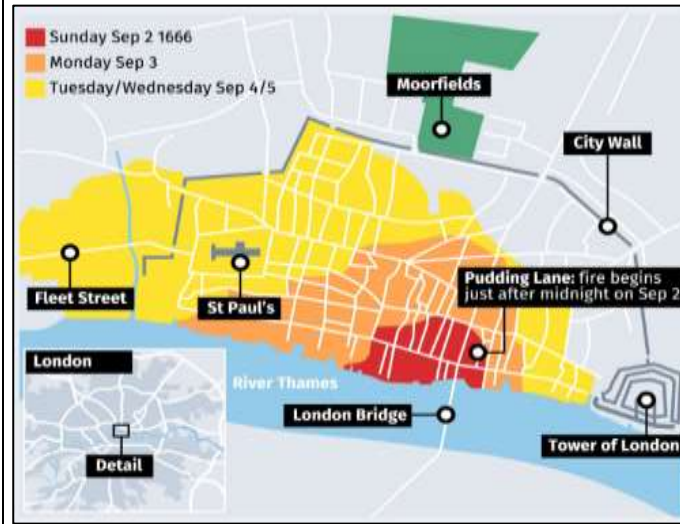 Sunday Sep 2 1666
Monday Sep 3
Tuesday/Wednesday Sep 4/5
Moorfields
City Wall
Pudding Lane: fire begins
just after midnight on Sep 2
Fleet Street
St Paul's
London
River Thames
London Bridge
Tower of London
Detail